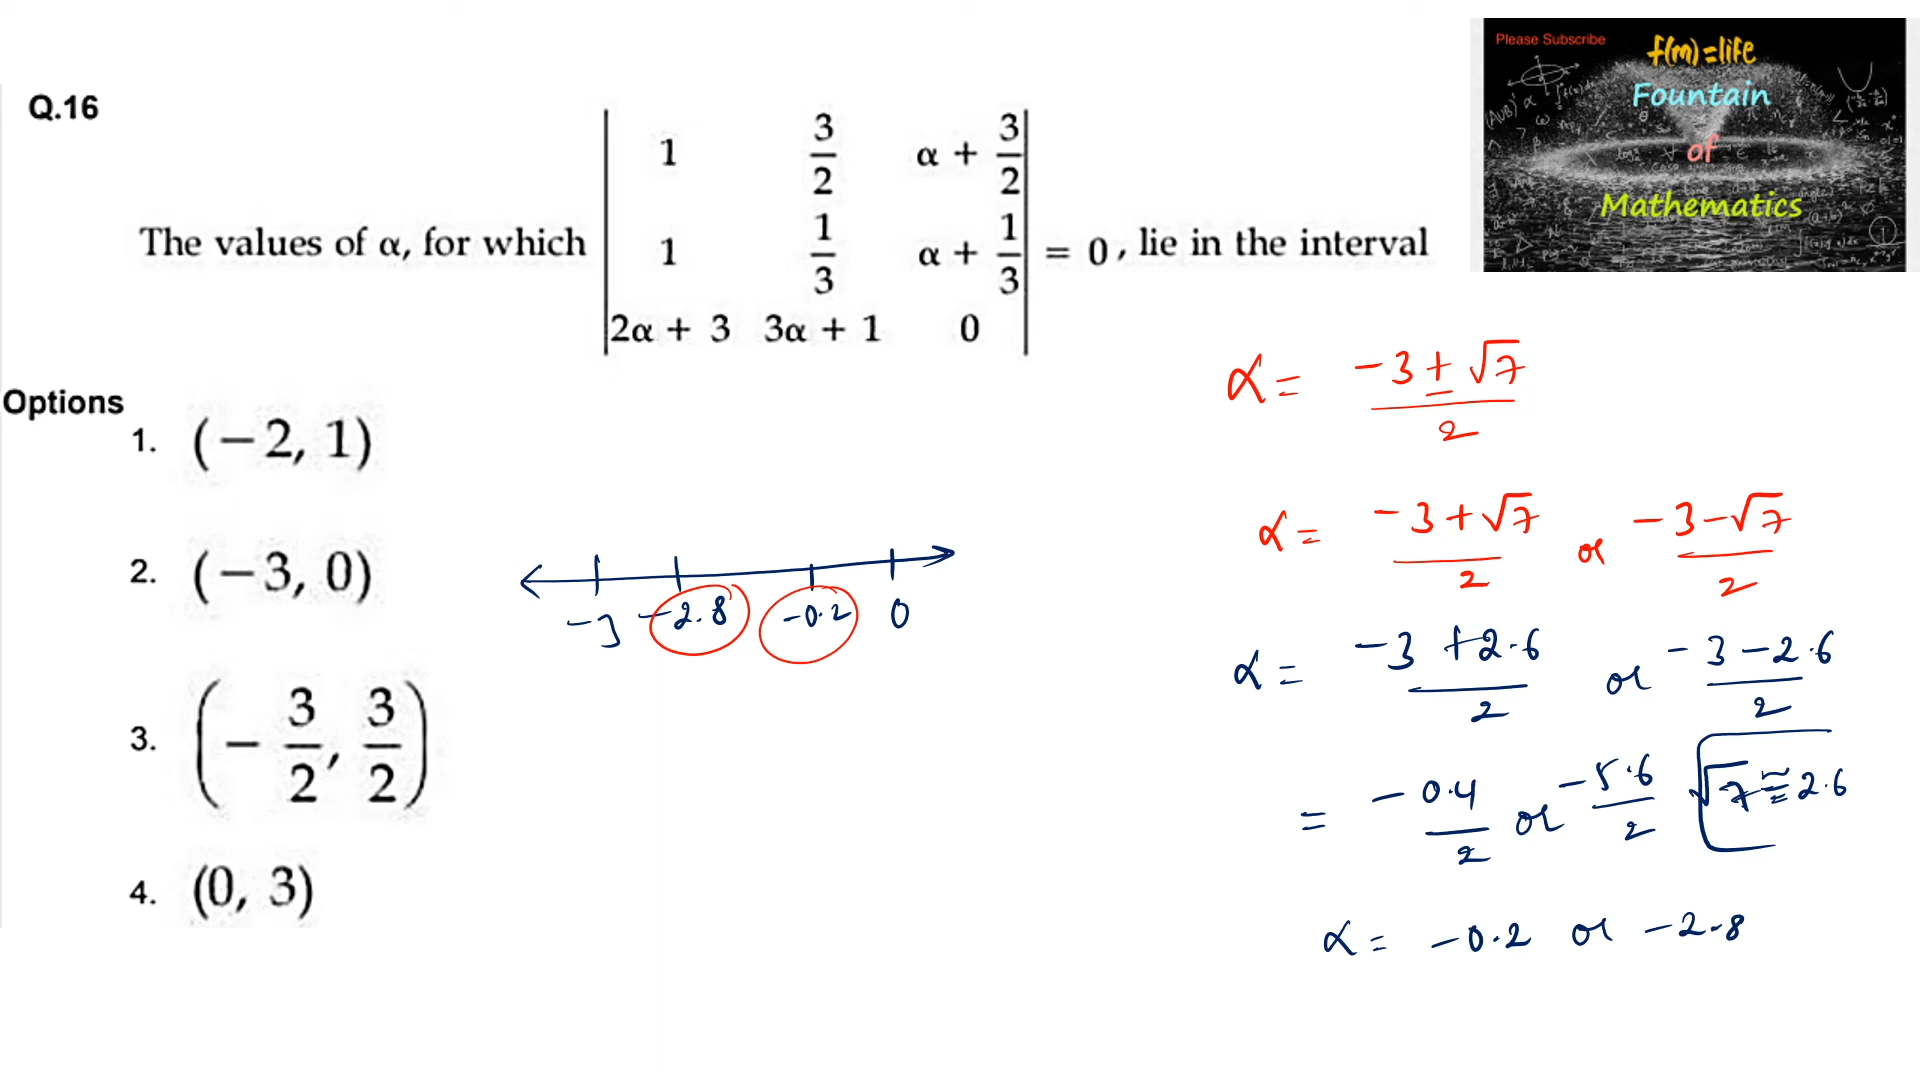 Please Subscribe
f(m)=life
Fountain
of
Mathematics
Q.16
The values of α, for which | 1 3/2 α + 3/2 |
| 1 1/3 α + 1/3 | = 0, lie in the interval
| 2α + 3 3α + 1 0 |
Options
1. (−2, 1)
2. (−3, 0)
3. (−3/2, 3/2)
4. (0, 3)
-3 -2.8 -0.2 0
α = (-3 ± √7)/2
α = (-3+√7)/2 or (-3-√7)/2
α = (-3+2.6)/2 or (-3-2.6)/2
= -0.4/2 or -5.6/2 √7 ≅ 2.6
α = -0.2 or -2.8